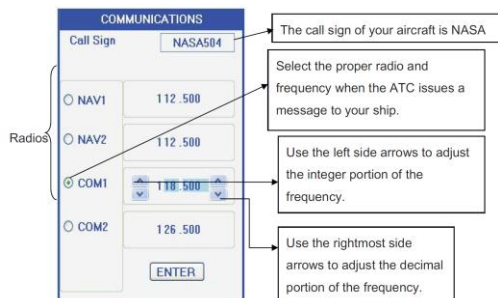 COMMUNICATIONS
Call Sign NASA504
The call sign of your aircraft is NASA
Select the proper radio and
frequency when the ATC issues a
message to your ship.
Radios
NAV1 112.500
NAV2 112.500
COM1 118.500
COM2 126.500
ENTER
Use the left side arrows to adjust
the integer portion of the
frequency.
Use the rightmost side
arrows to adjust the decimal
portion of the frequency.